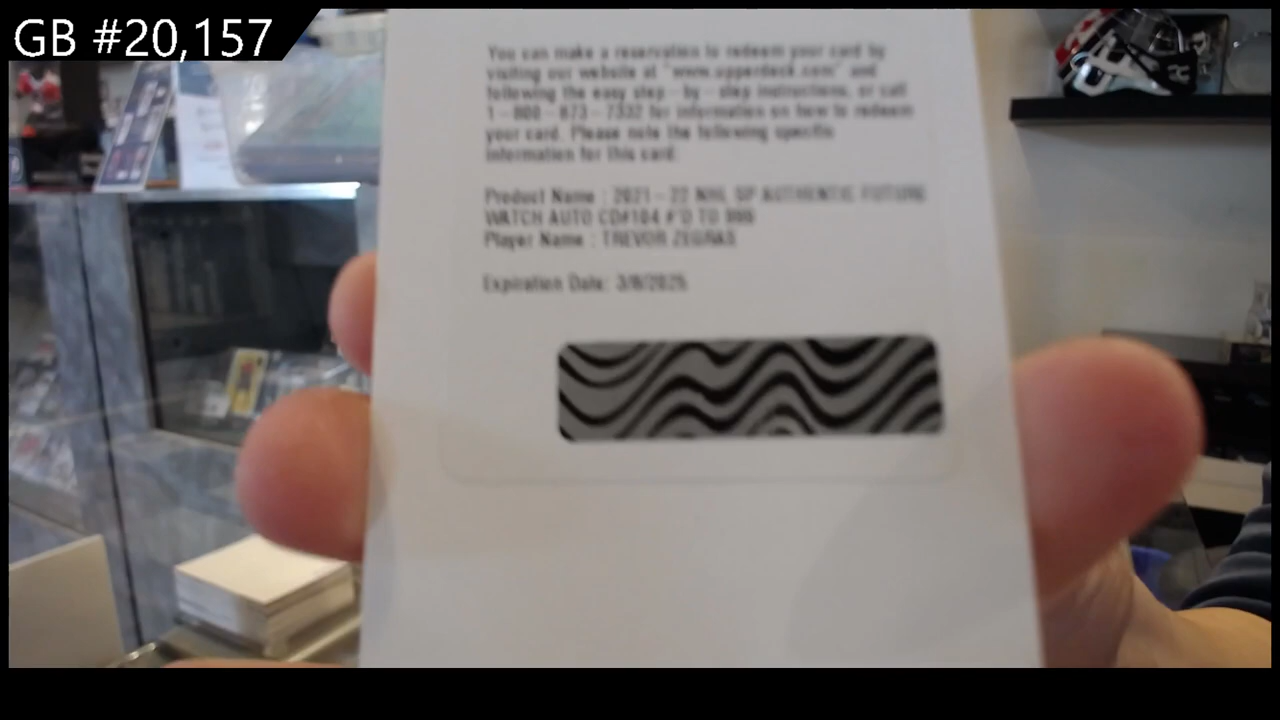 GB #20,157
You can make a reservation to redeem your card by
visiting our website at "www.upperdeck.com" and
following the easy step - by - step instructions, or call
1 - 800 - 873 - 7332 for information on how to redeem
your card. Please note the following specific
information for this card:
Product Name : 2021 - 22 NHL SP AUTHENTIC FUTURE
WATCH AUTO CD#104 #'D TO 999
Player Name : TREVOR ZEGRAS
Expiration Date: 3/8/2025